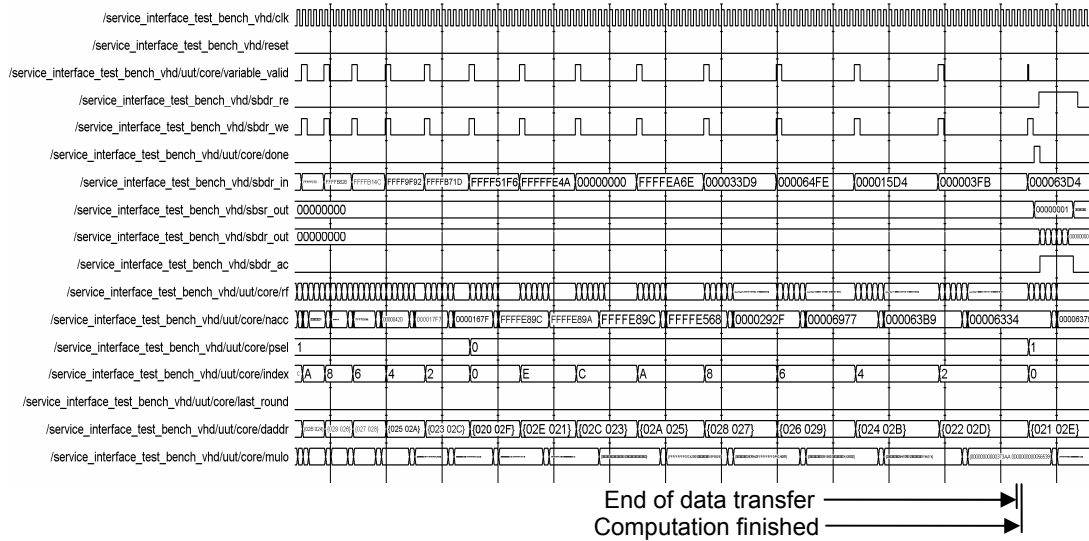 /service_interface_test_bench_vhd/clk
/service_interface_test_bench_vhd/reset
/service_interface_test_bench_vhd/uut/core/variable_valid
/service_interface_test_bench_vhd/sbdr_re
/service_interface_test_bench_vhd/sbdr_we
/service_interface_test_bench_vhd/uut/core/done
/service_interface_test_bench_vhd/sbdr_in FFFFB14C FFFF9F92 FFFFB71D FFFF51F6 FFFFFE4A 00000000 FFFFEA6E 000033D9 000064FE 000015D4 000003FB 000063D4
/service_interface_test_bench_vhd/sbsr_out 00000000 00000001
/service_interface_test_bench_vhd/sbdr_out 00000000 00000000
/service_interface_test_bench_vhd/sbdr_ac
/service_interface_test_bench_vhd/uut/core/rf
/service_interface_test_bench_vhd/uut/core/hacc 0000167F FFFFE89C FFFFE89A FFFFE89C FFFFE568 0000292F 00006977 000063B9 00006334
/service_interface_test_bench_vhd/uut/core/psel 1 0 1
/service_interface_test_bench_vhd/uut/core/index A 8 6 4 2 0 E C A 8 6 4 2 0
/service_interface_test_bench_vhd/uut/core/last_round
/service_interface_test_bench_vhd/uut/core/daddr {025 02A} {023 02C} {020 02F} {02E 021} {02C 023} {02A 025} {028 027} {026 029} {024 02B} {022 02D} {021 02E}
/service_interface_test_bench_vhd/uut/core/mulo
End of data transfer
Computation finished